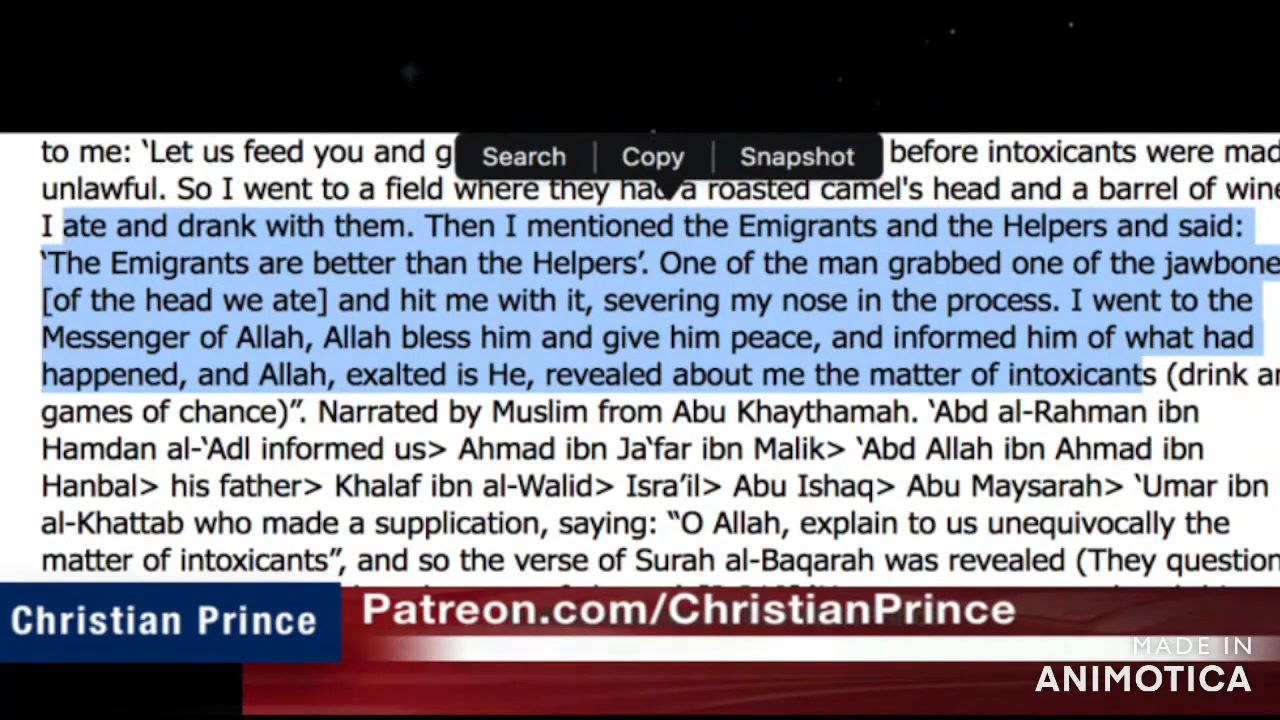 to me: ‘Let us feed you and g
Search
Copy
Snapshot
before intoxicants were mad
unlawful. So I went to a field where they had a roasted camel's head and a barrel of wine
I ate and drank with them. Then I mentioned the Emigrants and the Helpers and said:
‘The Emigrants are better than the Helpers’. One of the man grabbed one of the jawbone
[of the head we ate] and hit me with it, severing my nose in the process. I went to the
Messenger of Allah, Allah bless him and give him peace, and informed him of what had
happened, and Allah, exalted is He, revealed about me the matter of intoxicants (drink an
games of chance)”. Narrated by Muslim from Abu Khaythamah. ‘Abd al-Rahman ibn
Hamdan al-‘Adl informed us> Ahmad ibn Ja‘far ibn Malik> ‘Abd Allah ibn Ahmad ibn
Hanbal> his father> Khalaf ibn al-Walid> Isra’il> Abu Ishaq> Abu Maysarah> ‘Umar ibn
al-Khattab who made a supplication, saying: “O Allah, explain to us unequivocally the
matter of intoxicants”, and so the verse of Surah al-Baqarah was revealed (They question
Christian Prince
Patreon.com/ChristianPrince
MADE IN
ANIMOTICA